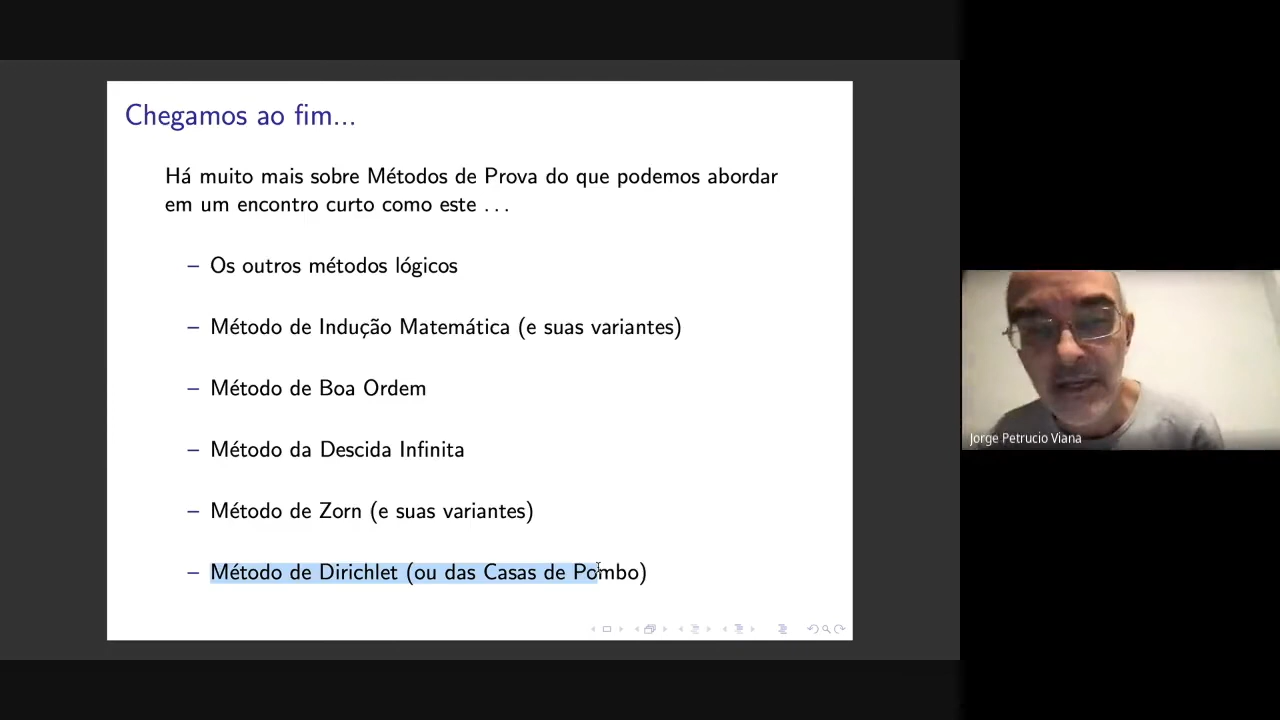 Chegamos ao fim...
Há muito mais sobre Métodos de Prova do que podemos abordar
em um encontro curto como este . . .
– Os outros métodos lógicos
– Método de Indução Matemática (e suas variantes)
– Método de Boa Ordem
– Método da Descida Infinita
– Método de Zorn (e suas variantes)
– Método de Dirichlet (ou das Casas de Pombo)
Jorge Petrucio Viana